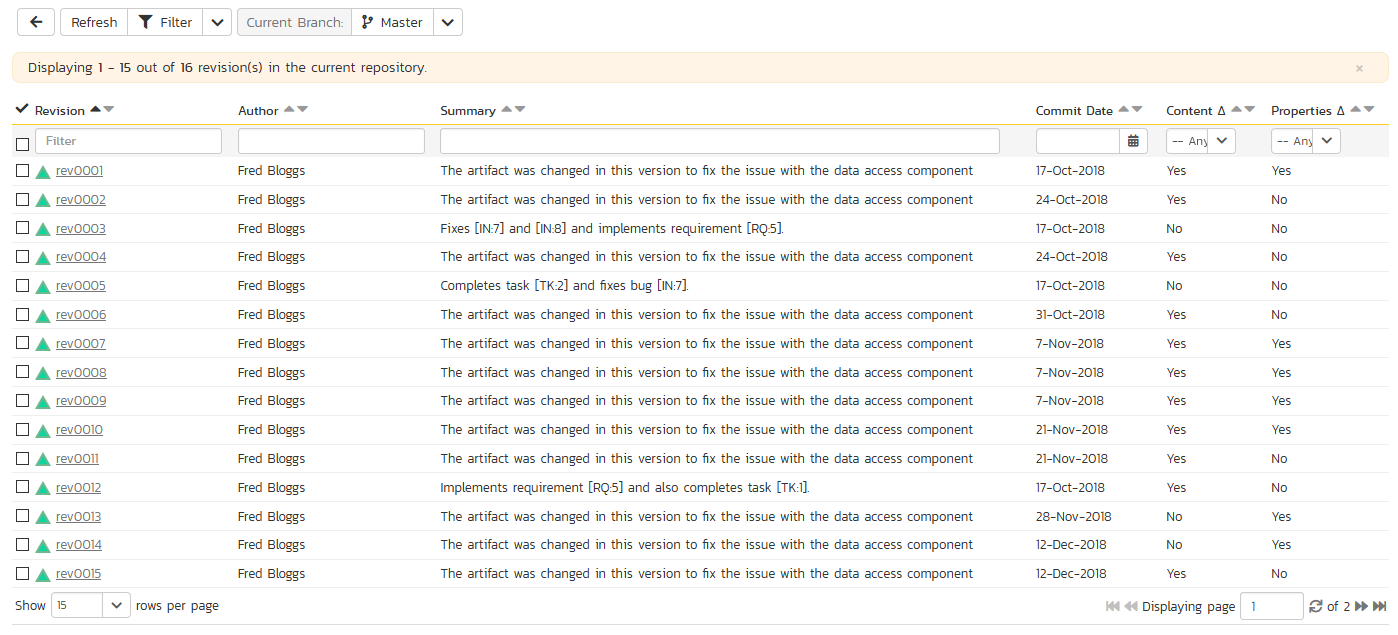 Refresh Filter Current Branch: Master
Displaying 1 - 15 out of 16 revision(s) in the current repository. ×
Revision Author Summary Commit Date Content Δ Properties Δ
Filter -- Any -- Any
rev0001 Fred Bloggs The artifact was changed in this version to fix the issue with the data access component 17-Oct-2018 Yes Yes
rev0002 Fred Bloggs The artifact was changed in this version to fix the issue with the data access component 24-Oct-2018 Yes No
rev0003 Fred Bloggs Fixes [IN:7] and [IN:8] and implements requirement [RQ:5]. 17-Oct-2018 No No
rev0004 Fred Bloggs The artifact was changed in this version to fix the issue with the data access component 24-Oct-2018 Yes No
rev0005 Fred Bloggs Completes task [TK:2] and fixes bug [IN:7]. 17-Oct-2018 No No
rev0006 Fred Bloggs The artifact was changed in this version to fix the issue with the data access component 31-Oct-2018 Yes No
rev0007 Fred Bloggs The artifact was changed in this version to fix the issue with the data access component 7-Nov-2018 Yes Yes
rev0008 Fred Bloggs The artifact was changed in this version to fix the issue with the data access component 7-Nov-2018 Yes Yes
rev0009 Fred Bloggs The artifact was changed in this version to fix the issue with the data access component 7-Nov-2018 Yes Yes
rev0010 Fred Bloggs The artifact was changed in this version to fix the issue with the data access component 21-Nov-2018 Yes Yes
rev0011 Fred Bloggs The artifact was changed in this version to fix the issue with the data access component 21-Nov-2018 Yes No
rev0012 Fred Bloggs Implements requirement [RQ:5] and also completes task [TK:1]. 17-Oct-2018 Yes No
rev0013 Fred Bloggs The artifact was changed in this version to fix the issue with the data access component 28-Nov-2018 No Yes
rev0014 Fred Bloggs The artifact was changed in this version to fix the issue with the data access component 12-Dec-2018 No Yes
rev0015 Fred Bloggs The artifact was changed in this version to fix the issue with the data access component 12-Dec-2018 Yes No
Show 15 rows per page Displaying page 1 of 2